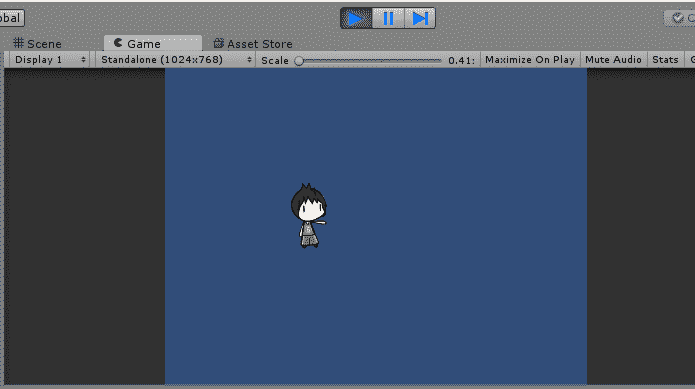 obal
Scene Game Asset Store
Display 1 Standalone (1024x768) Scale 0.41: Maximize On Play Mute Audio Stats G